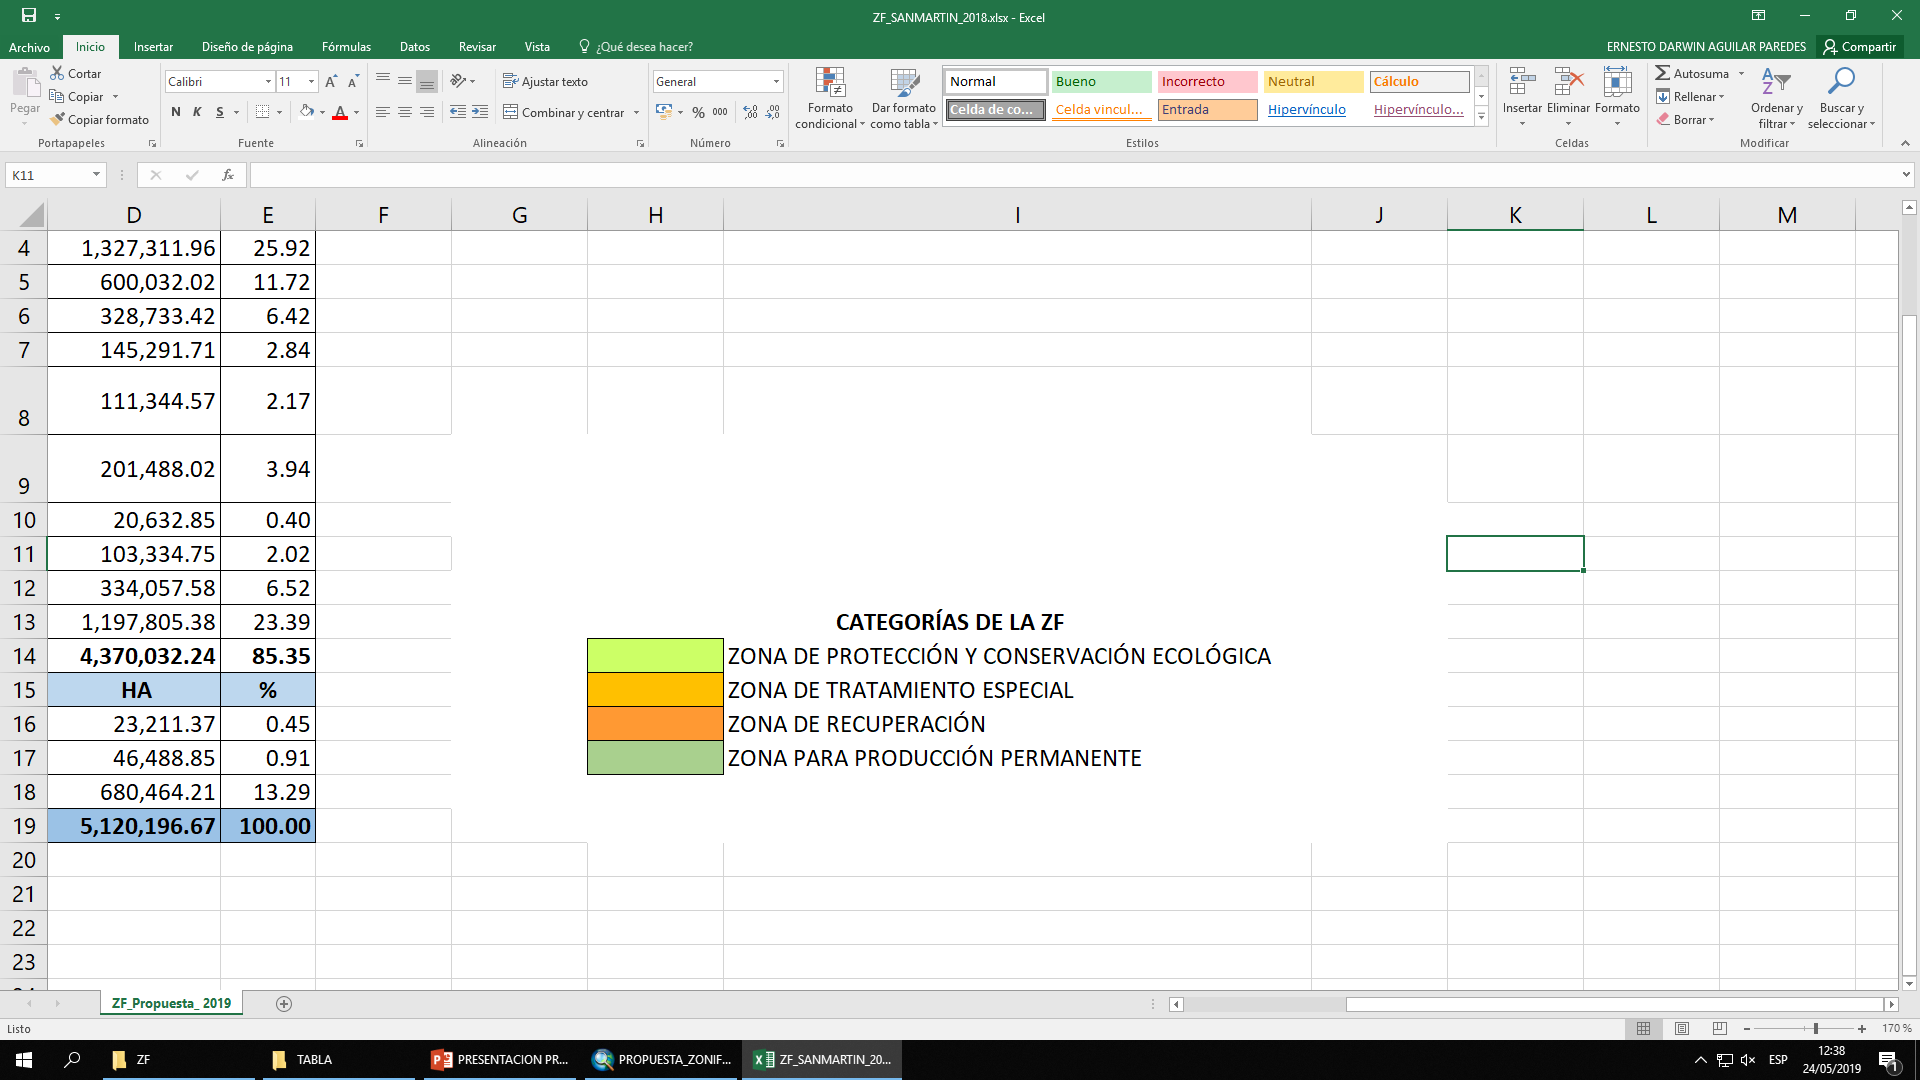 ZF_SANMARTIN_2018.xlsx - Excel
Archivo Inicio Insertar Diseño de página Fórmulas Datos Revisar Vista ¿Qué desea hacer? ERNESTO DARWIN AGUILAR PAREDES Compartir
Pegar
Cortar
Copiar
Copiar formato
Portapapeles
Calibri 11
N K S
Fuente
Ajustar texto
Combinar y centrar
Alineación
General
% 000
Número
Formato condicional
Dar formato como tabla
Normal Bueno Incorrecto Neutral Cálculo
Celda de co... Celda vincul... Entrada Hipervínculo Hipervínculo...
Estilos
Insertar Eliminar Formato
Celdas
Autosuma
Rellenar
Borrar
Ordenar y filtrar
Buscar y seleccionar
Modificar
K11 fx
D E F G H I J K L M
4 1,327,311.96 25.92
5 600,032.02 11.72
6 328,733.42 6.42
7 145,291.71 2.84
8 111,344.57 2.17
9 201,488.02 3.94
10 20,632.85 0.40
11 103,334.75 2.02
12 334,057.58 6.52
13 1,197,805.38 23.39 CATEGORÍAS DE LA ZF
14 4,370,032.24 85.35 ZONA DE PROTECCIÓN Y CONSERVACIÓN ECOLÓGICA
15 HA % ZONA DE TRATAMIENTO ESPECIAL
16 23,211.37 0.45 ZONA DE RECUPERACIÓN
17 46,488.85 0.91 ZONA PARA PRODUCCIÓN PERMANENTE
18 680,464.21 13.29
19 5,120,196.67 100.00
20
21
22
23
ZF_Propuesta_ 2019
Listo 170 %
ZF TABLA PRESENTACION PR... PROPUESTA_ZONIF... ZF_SANMARTIN_20... ESP 12:38
24/05/2019 1